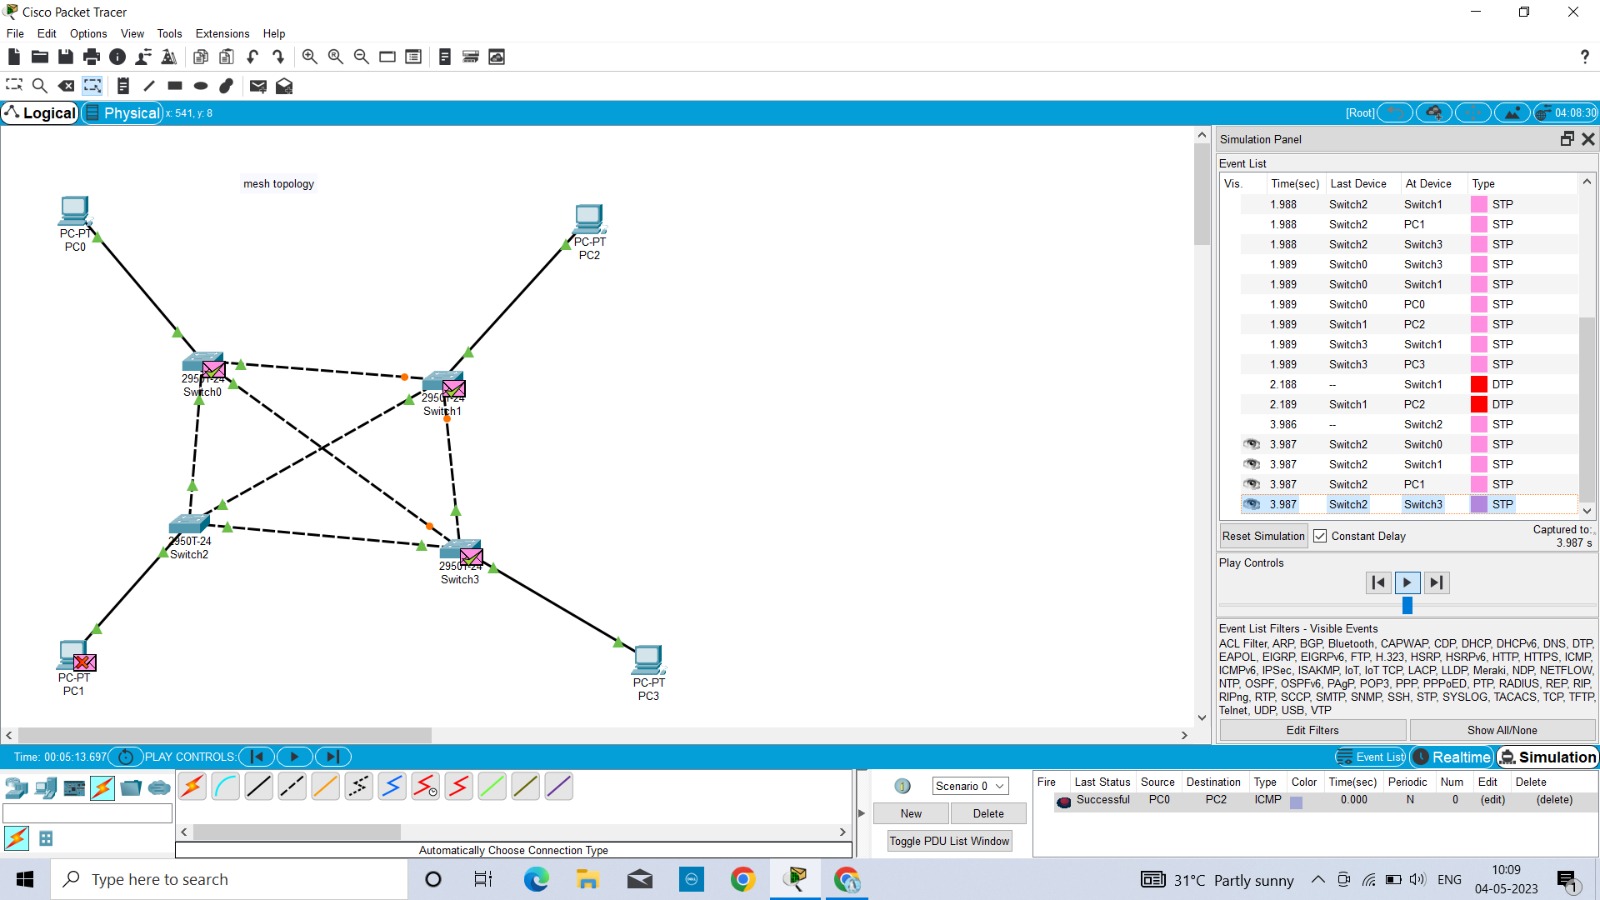 Cisco Packet Tracer
File Edit Options View Tools Extensions Help
Logical Physical x: 541, y: 8 [Root] 04:08:30
mesh topology
PC-PT
PC0
PC-PT
PC2
2950T-24
Switch0
2950T-24
Switch1
2950T-24
Switch2
2950T-24
Switch3
PC-PT
PC1
PC-PT
PC3
Simulation Panel
Event List
Vis. Time(sec) Last Device At Device Type
1.988 Switch2 Switch1 STP
1.988 Switch2 PC1 STP
1.988 Switch2 Switch3 STP
1.989 Switch0 Switch3 STP
1.989 Switch0 Switch1 STP
1.989 Switch0 PC0 STP
1.989 Switch1 PC2 STP
1.989 Switch3 Switch1 STP
1.989 Switch3 PC3 STP
2.188 -- Switch1 DTP
2.189 Switch1 PC2 DTP
3.986 -- Switch2 STP
3.987 Switch2 Switch0 STP
3.987 Switch2 Switch1 STP
3.987 Switch2 PC1 STP
3.987 Switch2 Switch3 STP
Reset Simulation Constant Delay Captured to:
3.987 s
Play Controls
Event List Filters - Visible Events
ACL Filter, ARP, BGP, Bluetooth, CAPWAP, CDP, DHCP, DHCPv6, DNS, DTP,
EAPOL, EIGRP, EIGRPv6, FTP, H.323, HSRP, HSRPv6, HTTP, HTTPS, ICMP,
ICMPv6, IPSec, ISAKMP, IoT, IoT TCP, LACP, LLDP, Meraki, NDP, NETFLOW,
NTP, OSPF, OSPFv6, PAgP, POP3, PPP, PPPoED, PTP, RADIUS, REP, RIP,
RIPng, RTP, SCCP, SMTP, SNMP, SSH, STP, SYSLOG, TACACS, TCP, TFTP,
Telnet, UDP, USB, VTP
Edit Filters Show All/None
Time: 00:05:13.697 PLAY CONTROLS: Event List Realtime Simulation
Automatically Choose Connection Type
Scenario 0
New Delete
Toggle PDU List Window
Fire Last Status Source Destination Type Color Time(sec) Periodic Num Edit Delete
Successful PC0 PC2 ICMP 0.000 N 0 (edit) (delete)
Type here to search
31°C Partly sunny ENG 10:09
04-05-2023
1